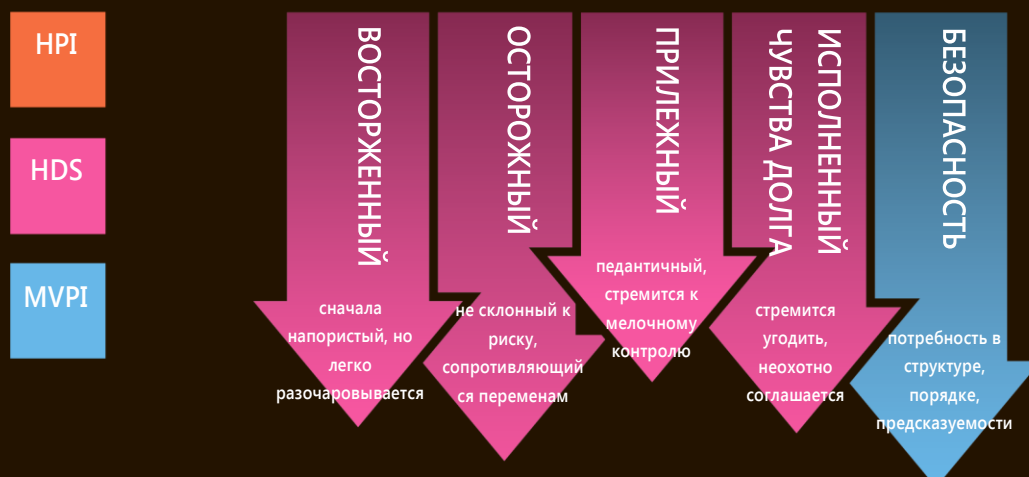 HPI
HDS
MVPI
ВОСТОРЖЕННЫЙ
сначала
напористый, но
легко
разочаровывается
ОСТОРОЖНЫЙ
не склонный к
риску,
сопротивляющий
ся переменам
ПРИЛЕЖНЫЙ
педантичный,
стремится к
мелочному
контролю
ИСПОЛНЕННЫЙ
ЧУВСТВА ДОЛГА
стремится
угодить,
неохотно
соглашается
БЕЗОПАСНОСТЬ
потребность в
структуре,
порядке,
предсказуемости